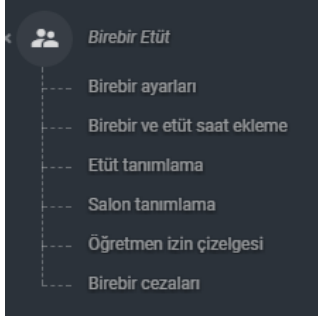 Birebir Etüt
Birebir ayarları
Birebir ve etüt saat ekleme
Etüt tanımlama
Salon tanımlama
Öğretmen izin çizelgesi
Birebir cezaları